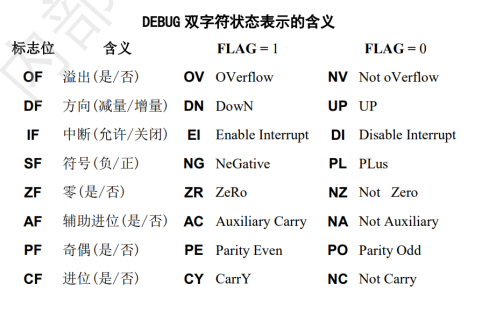 DEBUG 双字符状态表示的含义
标志位 含义 FLAG = 1 FLAG = 0
OF 溢出(是/否) OV OVerflow NV Not oVerflow
DF 方向(减量/增量) DN DowN UP UP
IF 中断(允许/关闭) EI Enable Interrupt DI Disable Interrupt
SF 符号(负/正) NG NeGative PL PLus
ZF 零(是/否) ZR ZeRo NZ Not Zero
AF 辅助进位(是/否) AC Auxiliary Carry NA Not Auxiliary
PF 奇偶(是/否) PE Parity Even PO Parity Odd
CF 进位(是/否) CY CarrY NC Not Carry
内部